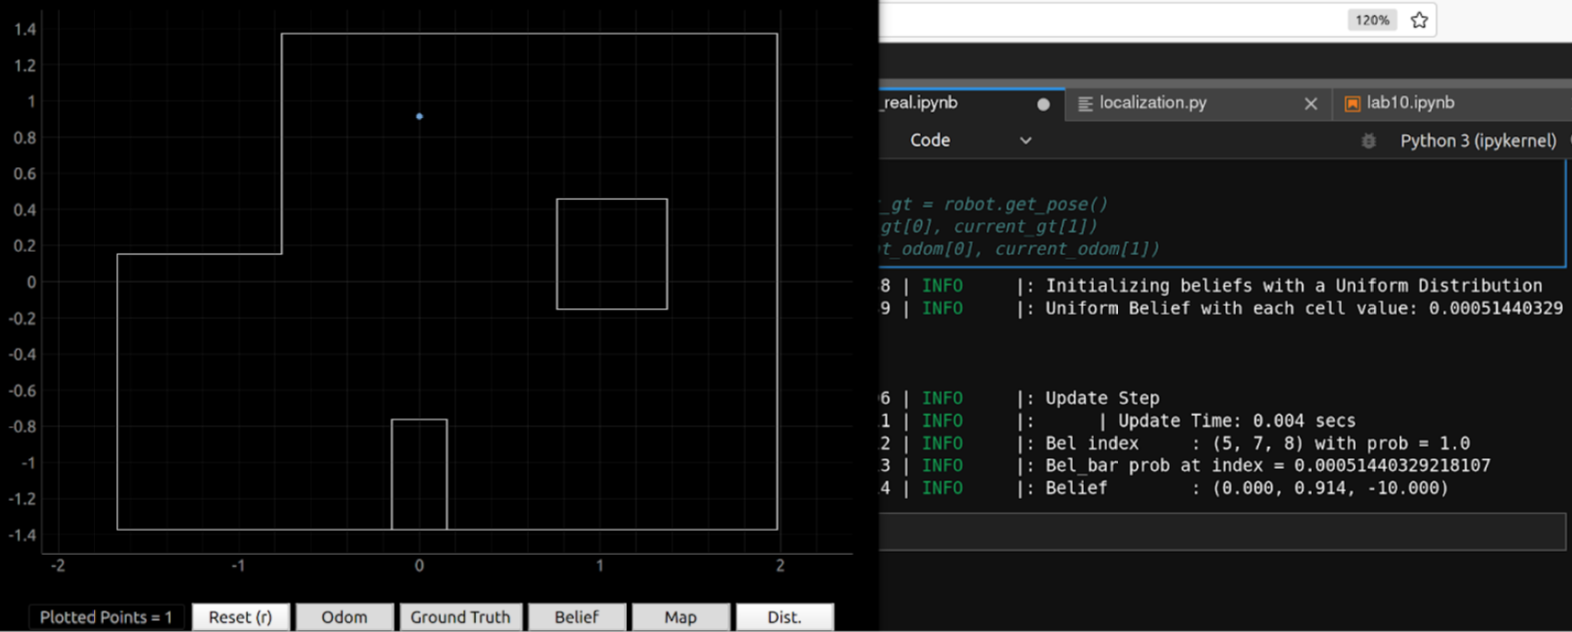 1.4
1.2
1
0.8
0.6
0.4
0.2
0
-0.2
-0.4
-0.6
-0.8
-1
-1.2
-1.4
-2 -1 0 1 2
Plotted Points = 1 Reset (r) Odom Ground Truth Belief Map Dist.
120%
_real.ipynb localization.py lab10.ipynb
Code Python 3 (ipykernel)
_gt = robot.get_pose()
gt[0], current_gt[1])
t_odom[0], current_odom[1])
8 | INFO |: Initializing beliefs with a Uniform Distribution
9 | INFO |: Uniform Belief with each cell value: 0.00051440329
6 | INFO |: Update Step
1 | INFO |: | Update Time: 0.004 secs
2 | INFO |: Bel index : (5, 7, 8) with prob = 1.0
3 | INFO |: Bel_bar prob at index = 0.00051440329218107
4 | INFO |: Belief : (0.000, 0.914, -10.000)